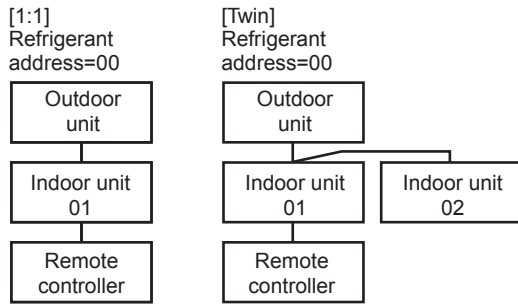 [1:1]
Refrigerant
address=00
Outdoor
unit
Indoor unit
01
Remote
controller
[Twin]
Refrigerant
address=00
Outdoor
unit
Indoor unit
01
Indoor unit
02
Remote
controller